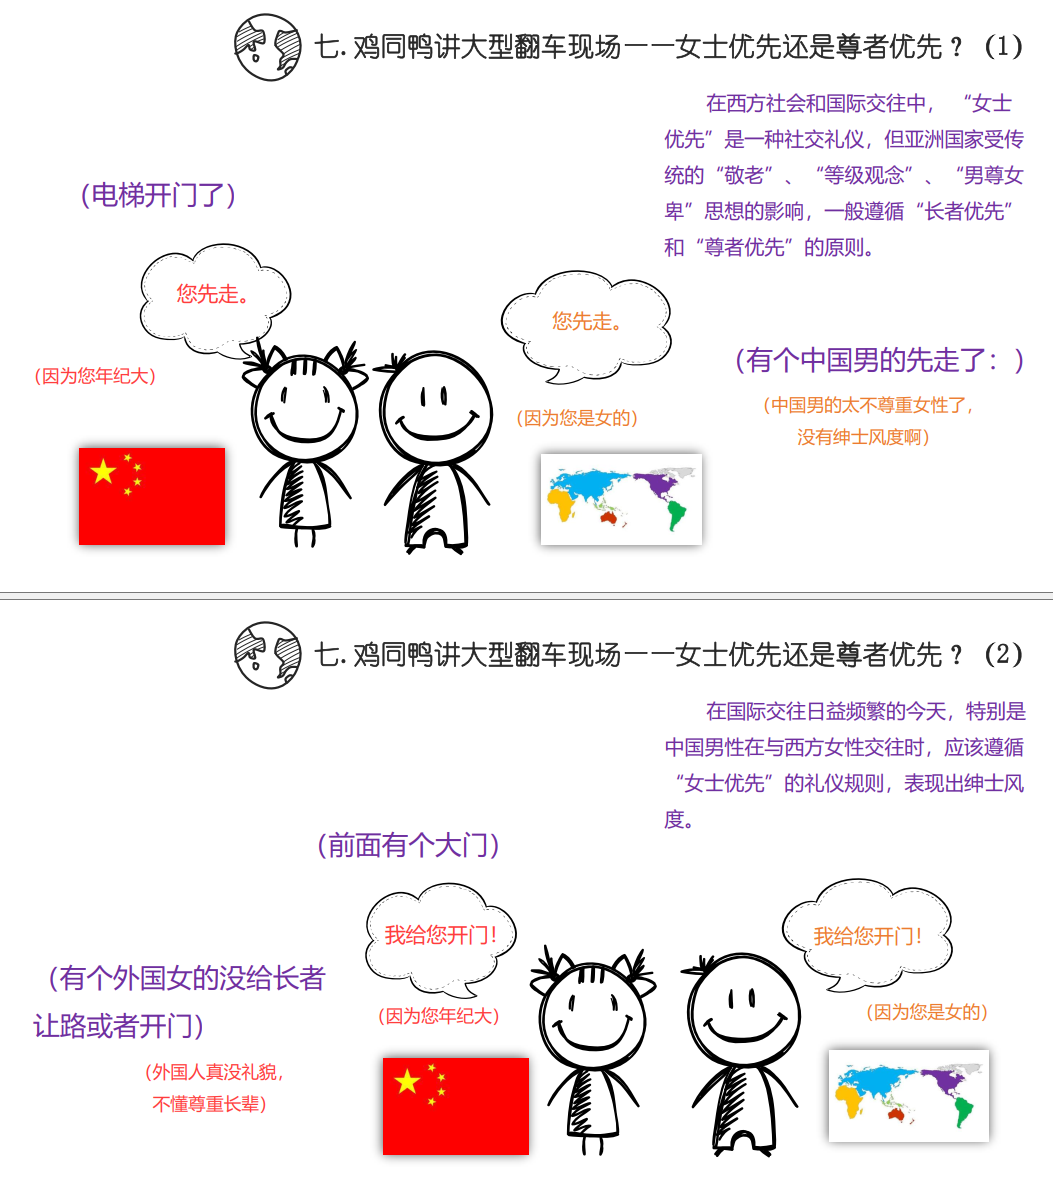 七.鸡同鸭讲大型翻车现场——女士优先还是尊者优先？（1）
在西方社会和国际交往中，“女士
优先”是一种社交礼仪，但亚洲国家受传
统的“敬老”、“等级观念”、“男尊女
卑”思想的影响，一般遵循“长者优先”
和“尊者优先”的原则。
（电梯开门了）
您先走。
您先走。
（因为您年纪大）
（因为您是女的）
（有个中国男的先走了：）
（中国男的太不尊重女性了，
没有绅士风度啊）
七.鸡同鸭讲大型翻车现场——女士优先还是尊者优先？（2）
在国际交往日益频繁的今天，特别是
中国男性在与西方女性交往时，应该遵循
“女士优先”的礼仪规则，表现出绅士风
度。
（前面有个大门）
我给您开门！
我给您开门！
（有个外国女的没给长者
让路或者开门）
（因为您年纪大）
（因为您是女的）
（外国人真没礼貌，
不懂尊重长辈）